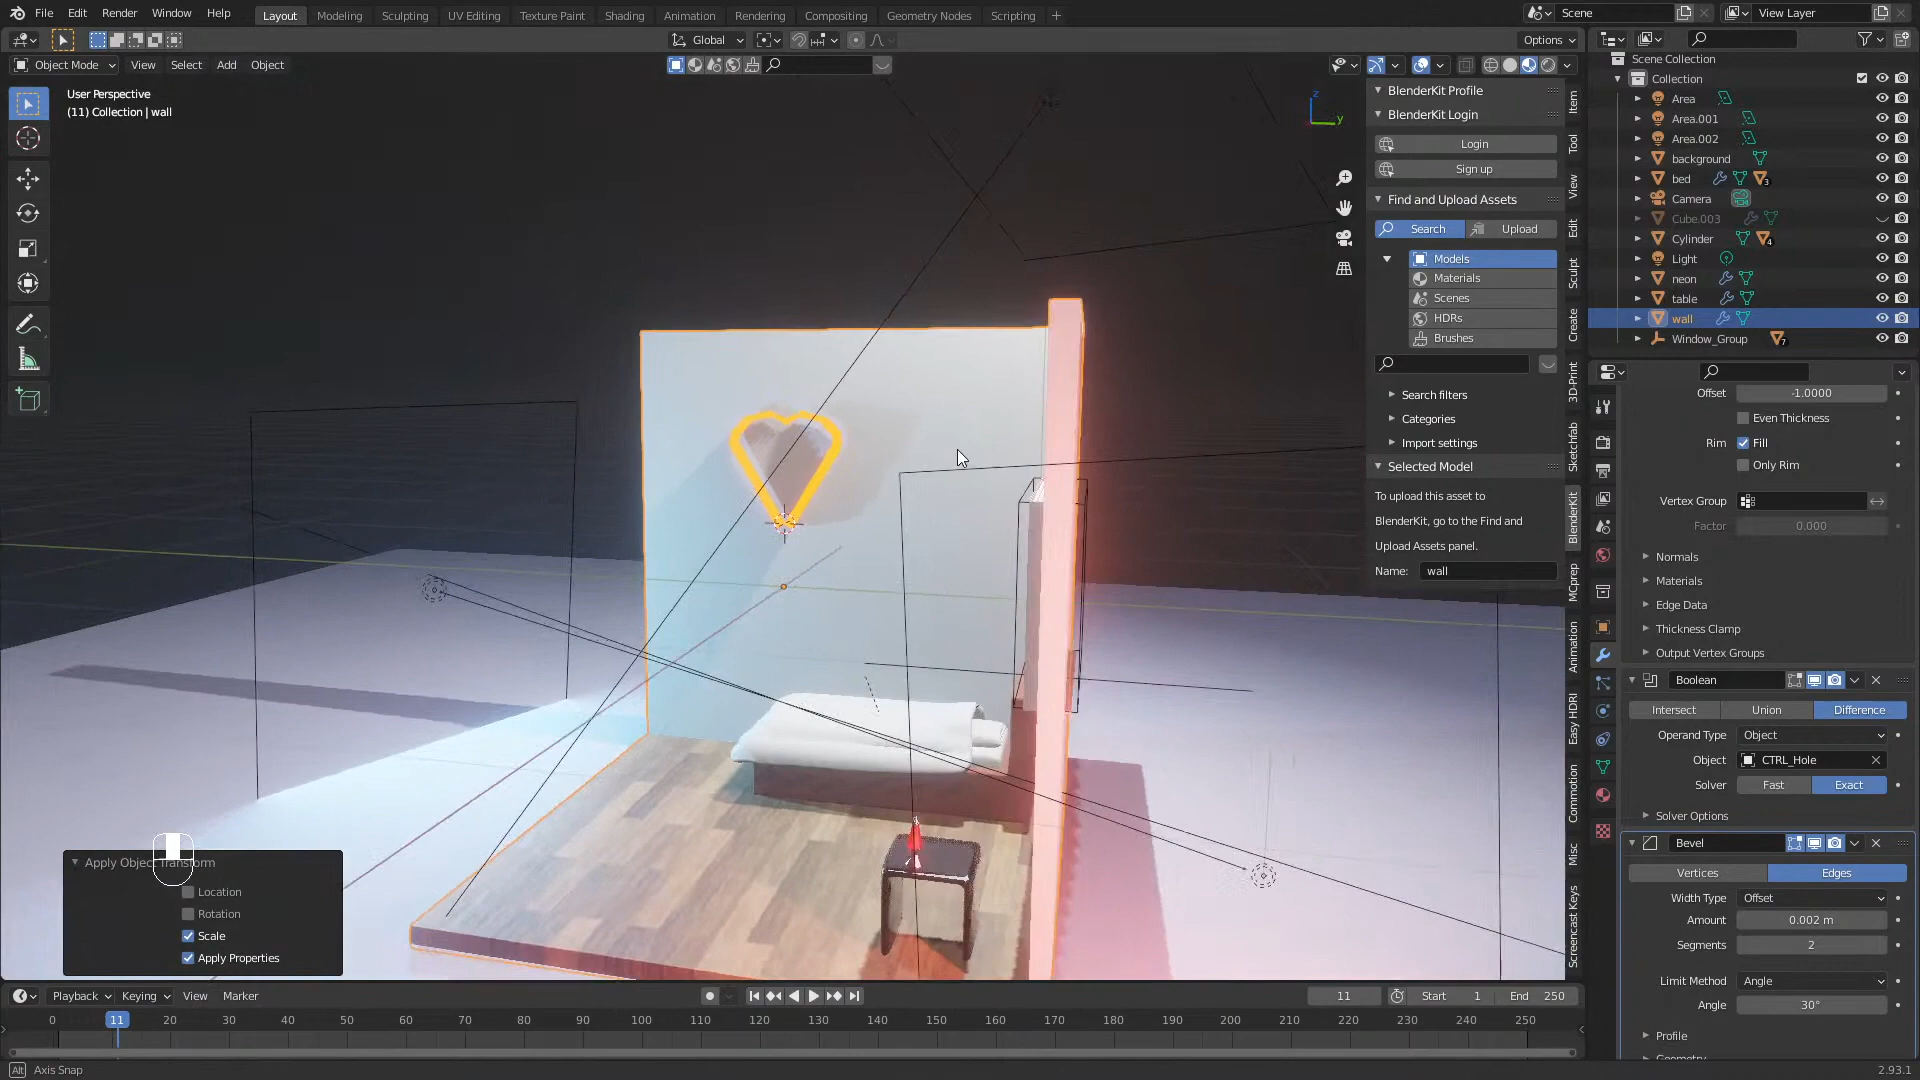 File Edit Render Window Help Layout Modeling Sculpting UV Editing Texture Paint Shading Animation Rendering Compositing Geometry Nodes Scripting + Scene View Layer
Global Options
Object Mode View Select Add Object
User Perspective
(11) Collection | wall
z
y
BlenderKit Profile
BlenderKit Login
Login
Sign up
Find and Upload Assets
Search Upload
Models
Materials
Scenes
HDRs
Brushes
Search filters
Categories
Import settings
Selected Model
To upload this asset to
BlenderKit, go to the Find and
Upload Assets panel.
Name: wall
Item
Tool
View
Edit
Sculpt
Create
3D-Print
Sketchfab
BlenderKit
MCprep
Animation
Easy HDRI
Commotion
Misc
Screencast Keys
Scene Collection
Collection
Area
Area.001
Area.002
background
bed 3
Camera
Cube.003
Cylinder 4
Light
neon
table
wall
Window_Group 7
Offset -1.0000
Even Thickness
Rim Fill
Only Rim
Vertex Group
Factor 0.000
Normals
Materials
Edge Data
Thickness Clamp
Output Vertex Groups
Boolean
Intersect Union Difference
Operand Type Object
Object CTRL_Hole
Solver Fast Exact
Solver Options
Bevel
Vertices Edges
Width Type Offset
Amount 0.002 m
Segments 2
Limit Method Angle
Angle 30°
Profile
Geometry
Apply Object Transform
Location
Rotation
Scale
Apply Properties
Playback Keying View Marker 11 Start 1 End 250
0 11 20 30 40 50 60 70 80 90 100 110 120 130 140 150 160 170 180 190 200 210 220 230 240 250
Alt Axis Snap 2.93.1